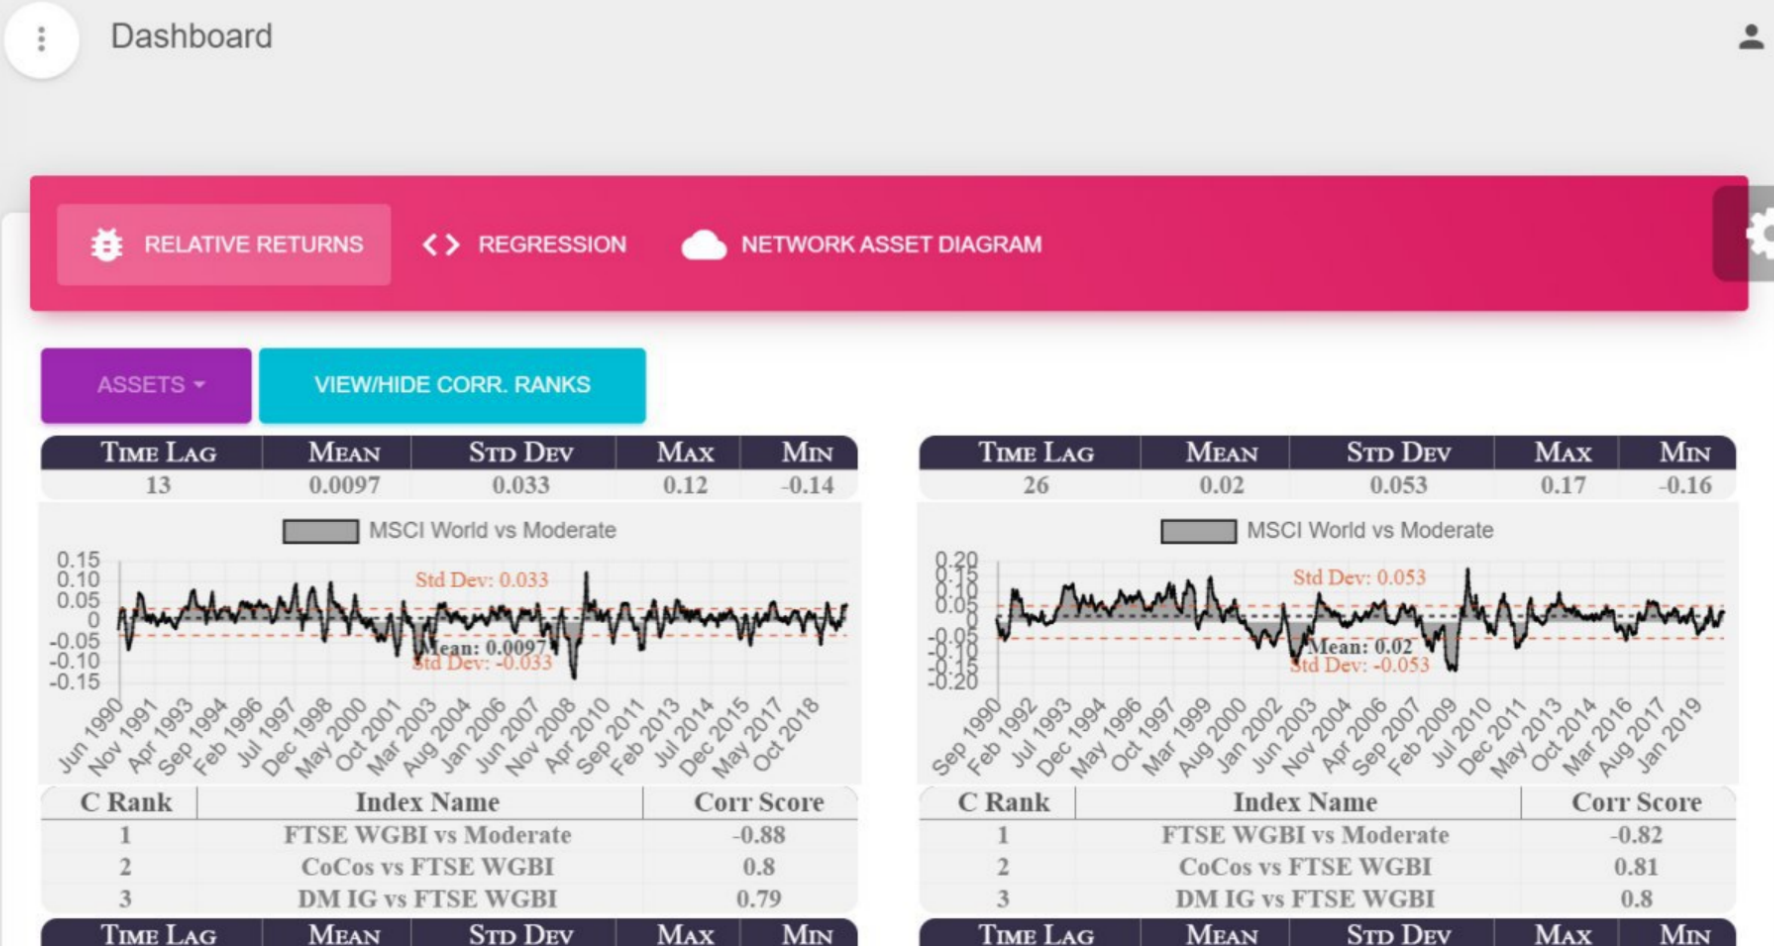 Dashboard
RELATIVE RETURNS
REGRESSION
NETWORK ASSET DIAGRAM
ASSETS
VIEW/HIDE CORR. RANKS
TIME LAG MEAN STD DEV MAX MIN
13 0.0097 0.033 0.12 -0.14
MSCI World vs Moderate
0.15
0.10
0.05
0
-0.05
-0.10
-0.15
Std Dev: 0.033
Mean: 0.0097
Std Dev: -0.033
Jun 1990 Nov 1991 Apr 1993 Sep 1994 Feb 1996 Jul 1997 Dec 1998 May 2000 Oct 2001 Mar 2003 Aug 2004 Jan 2006 Jun 2007 Nov 2008 Apr 2010 Sep 2011 Feb 2013 Jul 2014 Dec 2015 May 2017 Oct 2018
C Rank Index Name Corr Score
1 FTSE WGBI vs Moderate -0.88
2 CoCos vs FTSE WGBI 0.8
3 DM IG vs FTSE WGBI 0.79
TIME LAG MEAN STD DEV MAX MIN
TIME LAG MEAN STD DEV MAX MIN
26 0.02 0.053 0.17 -0.16
MSCI World vs Moderate
0.20
0.15
0.10
0.05
0
-0.05
-0.10
-0.15
-0.20
Std Dev: 0.053
Mean: 0.02
Std Dev: -0.053
Sep 1990 Feb 1992 Jul 1993 Dec 1994 May 1996 Oct 1997 Mar 1999 Aug 2000 Jan 2002 Jun 2003 Nov 2004 Apr 2006 Sep 2007 Feb 2009 Jul 2010 Dec 2011 May 2013 Oct 2014 Mar 2016 Aug 2017 Jan 2019
C Rank Index Name Corr Score
1 FTSE WGBI vs Moderate -0.82
2 CoCos vs FTSE WGBI 0.81
3 DM IG vs FTSE WGBI 0.8
TIME LAG MEAN STD DEV MAX MIN